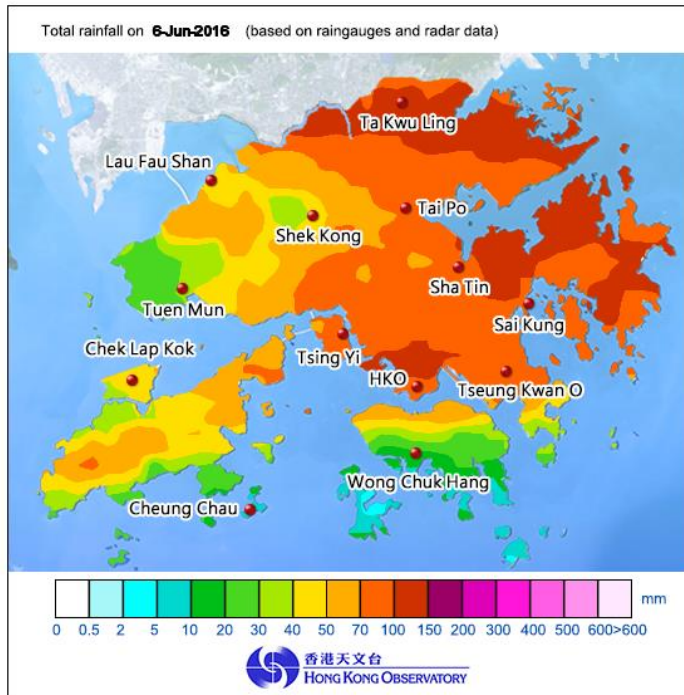 Total rainfall on 6-Jun-2016 (based on raingauges and radar data)
Ta Kwu Ling
Lau Fau Shan
Tai Po
Shek Kong
Sha Tin
Tuen Mun
Sai Kung
Chek Lap Kok
Tsing Yi
HKO
Tseung Kwan O
Wong Chuk Hang
Cheung Chau
mm
0 0.5 2 5 10 20 30 40 50 70 100 150 200 300 400 500 600>600
香港天文台
HONG KONG OBSERVATORY